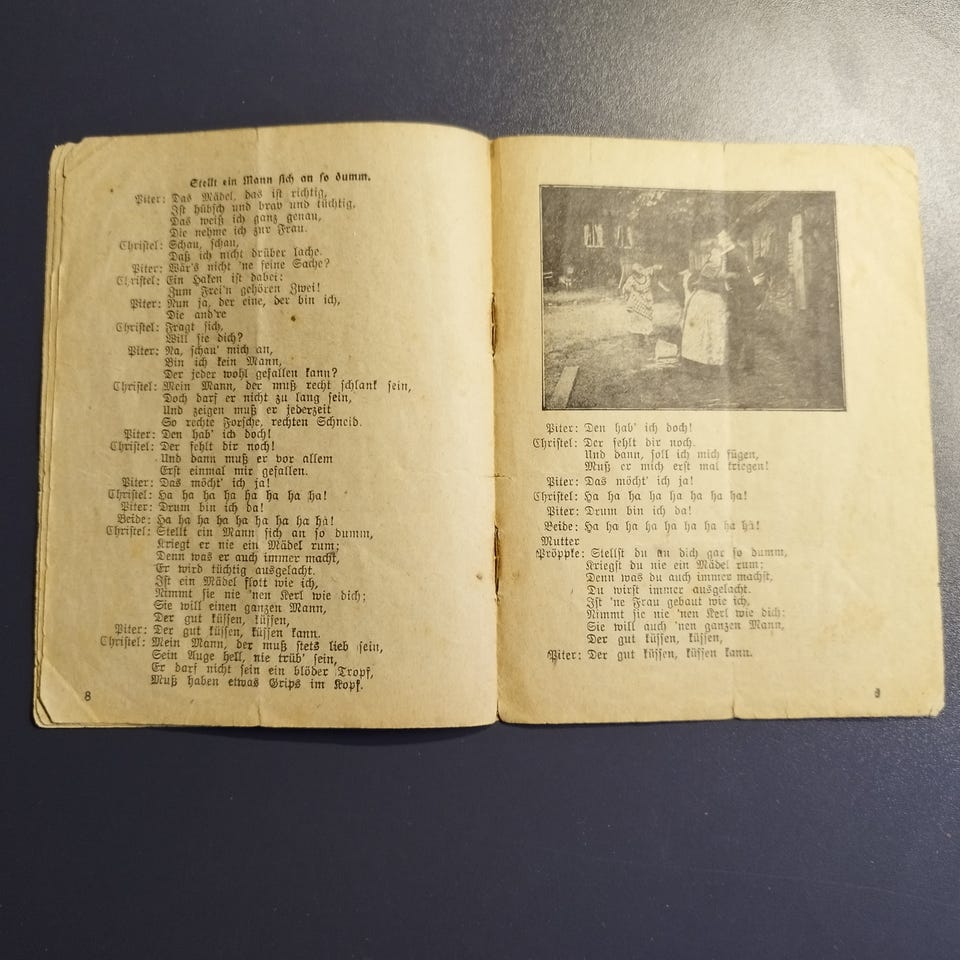 Stellt ein Mann sich an so dumm.
Piter: Das Mädel, das ist richtig,
Ist hübsch und brav und tüchtig,
Das weiß ich ganz genau,
Die nehme ich zur Frau.
Christel: Schau, schau,
Daß ich nicht drüber lache.
Piter: Wär's nicht 'ne feine Sache?
Christel: Ein Haken ist dabei:
Zum Frei'n gehören Zwei!
Piter: Nun ja, der eine, der bin ich,
Die and're
Christel: Fragt sich,
Will sie dich?
Piter: Na, schau' mich an,
Bin ich kein Mann,
Der jeder wohl gefallen kann?
Christel: Mein Mann, der muß recht schlank sein,
Doch darf er nicht zu lang sein,
Und zeigen muß er jederzeit
So rechte Forsche, rechten Schneid.
Piter: Den hab' ich doch!
Christel: Der fehlt dir noch!
Und dann muß er vor allem
Erst einmal mir gefallen.
Piter: Das möcht' ich ja!
Christel: Ha ha ha ha ha ha ha ha!
Piter: Drum bin ich da!
Beide: Ha ha ha ha ha ha ha ha ha!
Christel: Stellt ein Mann sich an so dumm,
Kriegt er nie ein Mädel rum;
Denn was er auch immer macht,
Er wird tüchtig ausgelacht.
Ist ein Mädel flott wie ich,
Nimmt sie nie 'nen Kerl wie dich;
Sie will einen ganzen Mann,
Der gut küssen, küssen,
Piter: Der gut küssen, küssen kann.
Christel: Mein Mann, der muß stets lieb sein,
Sein Auge hell, nie trüb' sein,
Er darf nicht sein ein blöder Tropf,
Muß haben etwas Grips im Kopf.
8
Piter: Den hab' ich doch!
Christel: Der fehlt dir noch.
Und dann, soll ich mich fügen,
Muß er mich erst mal kriegen!
Piter: Das möcht' ich ja!
Christel: Ha ha ha ha ha ha ha ha!
Piter: Drum bin ich da!
Beide: Ha ha ha ha ha ha ha ha ha!
Mutter
Pröppke: Stellst du an dich gar so dumm,
Kriegst du nie ein Mädel rum;
Denn was du auch immer machst,
Du wirst immer ausgelacht.
Ist 'ne Frau gebaut wie ich,
Nimmt sie nie 'nen Kerl wie dich;
Sie will auch 'nen ganzen Mann,
Der gut küssen, küssen,
Piter: Der gut küssen, küssen kann.
9